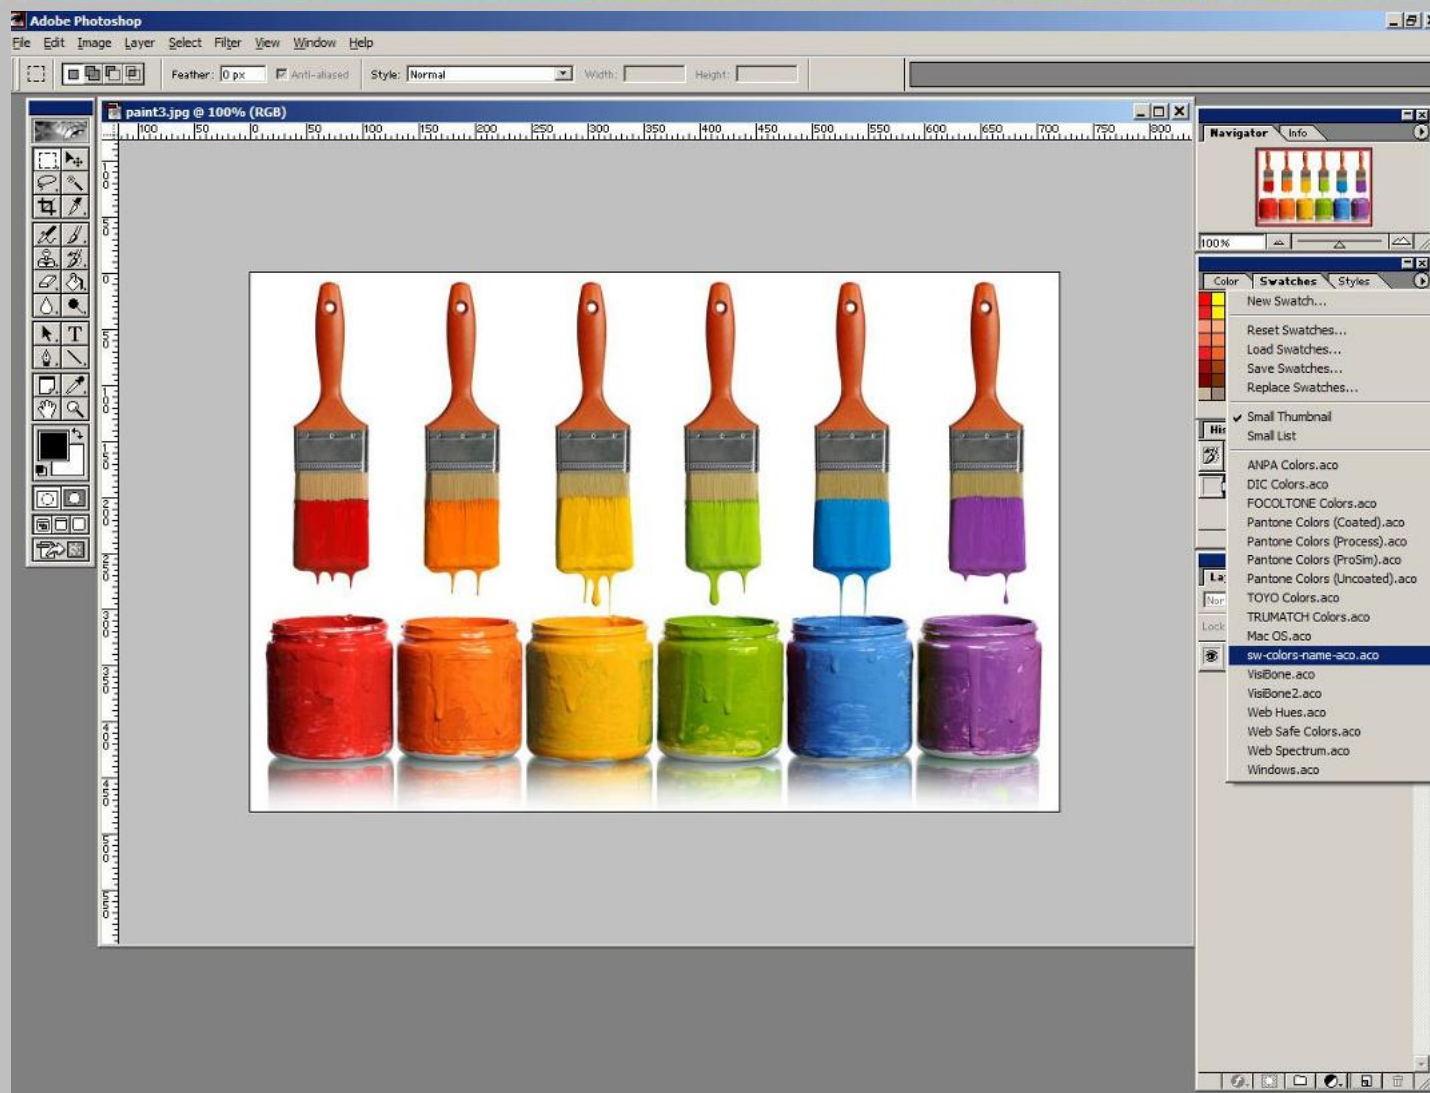 Adobe Photoshop
File Edit Image Layer Select Filter View Window Help
Feather: 0 px Anti-aliased Style: Normal Width: Height:
paint3.jpg @ 100% (RGB)
100 50 0 50 100 150 200 250 300 350 400 450 500 550 600 650 700 750 800
Navigator Info
100%
Color Swatches Styles
New Swatch...
Reset Swatches...
Load Swatches...
Save Swatches...
Replace Swatches...
Small Thumbnail
Small List
ANPA Colors.aco
DIC Colors.aco
FOCOLTONE Colors.aco
Pantone Colors (Coated).aco
Pantone Colors (Process).aco
Pantone Colors (ProSim).aco
Pantone Colors (Uncoated).aco
TOYO Colors.aco
TRUMATCH Colors.aco
Mac OS.aco
sw-colors-name-aco.aco
VisiBone.aco
VisiBone2.aco
Web Hues.aco
Web Safe Colors.aco
Web Spectrum.aco
Windows.aco
His
La
Nor
Lock
T